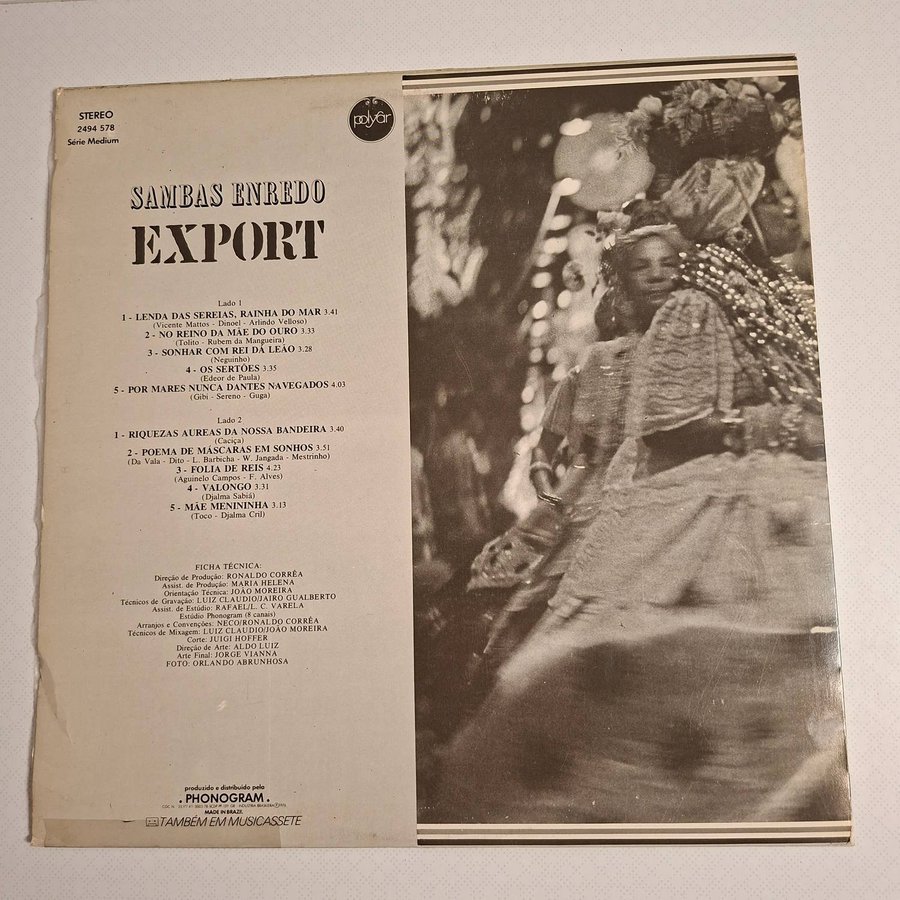 STEREO
2494 578
Série Medium
polyfar
SAMBAS ENREDO
EXPORT
Lado 1
1 - LENDA DAS SEREIAS, RAINHA DO MAR 3.41
(Vicente Mattos - Dinoel - Arlindo Velloso)
2 - NO REINO DA MÃE DO OURO 3.33
(Tolito - Rubem da Mangueira)
3 - SONHAR COM REI DÁ LEÃO 3.28
(Neguinho)
4 - OS SERTÕES 3.35
(Edeor de Paula)
5 - POR MARES NUNCA DANTES NAVEGADOS 4.03
(Gibi - Sereno - Guga)
Lado 2
1 - RIQUEZAS AUREAS DA NOSSA BANDEIRA 3.40
(Caciça)
2 - POEMA DE MÁSCARAS EM SONHOS 3.51
(Da Vala - Dito - L. Barbicha - W. Jangada - Mestrinho)
3 - FOLIA DE REIS 4.23
(Aguinelo Campos - F. Alves)
4 - VALONGO 3.31
(Djalma Sabiá)
5 - MÃE MENININHA 3.13
(Toco - Djalma Cril)
FICHA TÉCNICA:
Direção de Produção: RONALDO CORRÊA
Assist. de Produção: MARIA HELENA
Orientação Técnica: JOÃO MOREIRA
Técnicos de Gravação: LUIZ CLAUDIO/JAIRO GUALBERTO
Assist. de Estúdio: RAFAEL/L. C. VARELA
Estúdio Phonogram (8 canais)
Arranjos e Convenções: NECO/RONALDO CORRÊA
Técnicos de Mixagem: LUIZ CLAUDIO/JOÃO MOREIRA
Corte: JUIGI HOFFER
Direção de Arte: ALDO LUIZ
Arte Final: JORGE VIANNA
FOTO: ORLANDO ABRUNHOSA
produzido e distribuído pela
. PHONOGRAM .
MADE IN BRAZIL
TAMBÉM EM MUSICASSETE